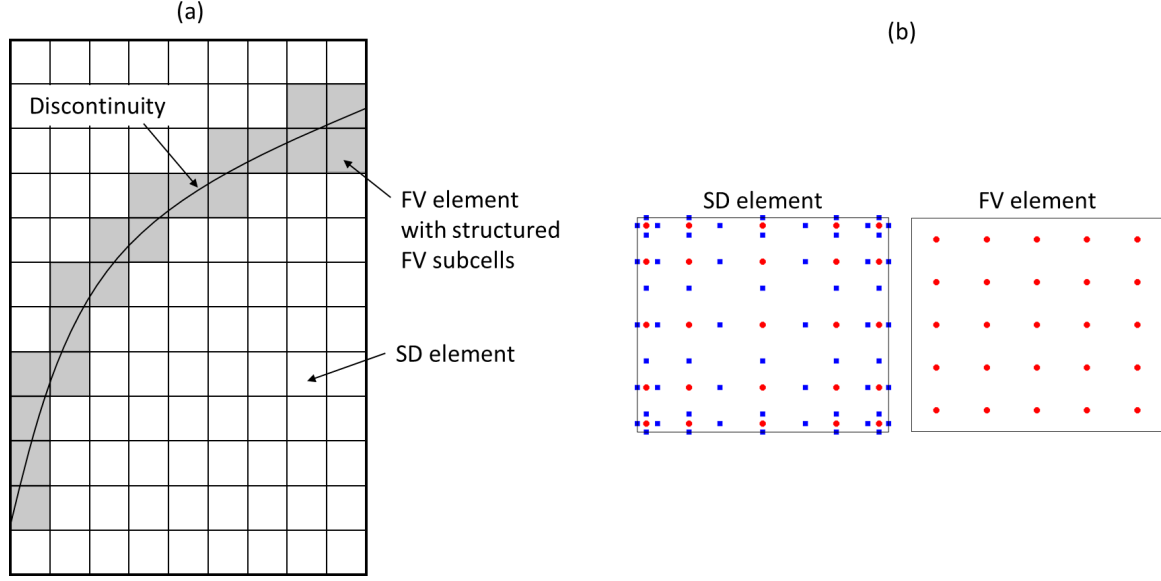 (a)
Discontinuity
FV element
with structured
FV subcells
SD element
(b)
SD element
FV element